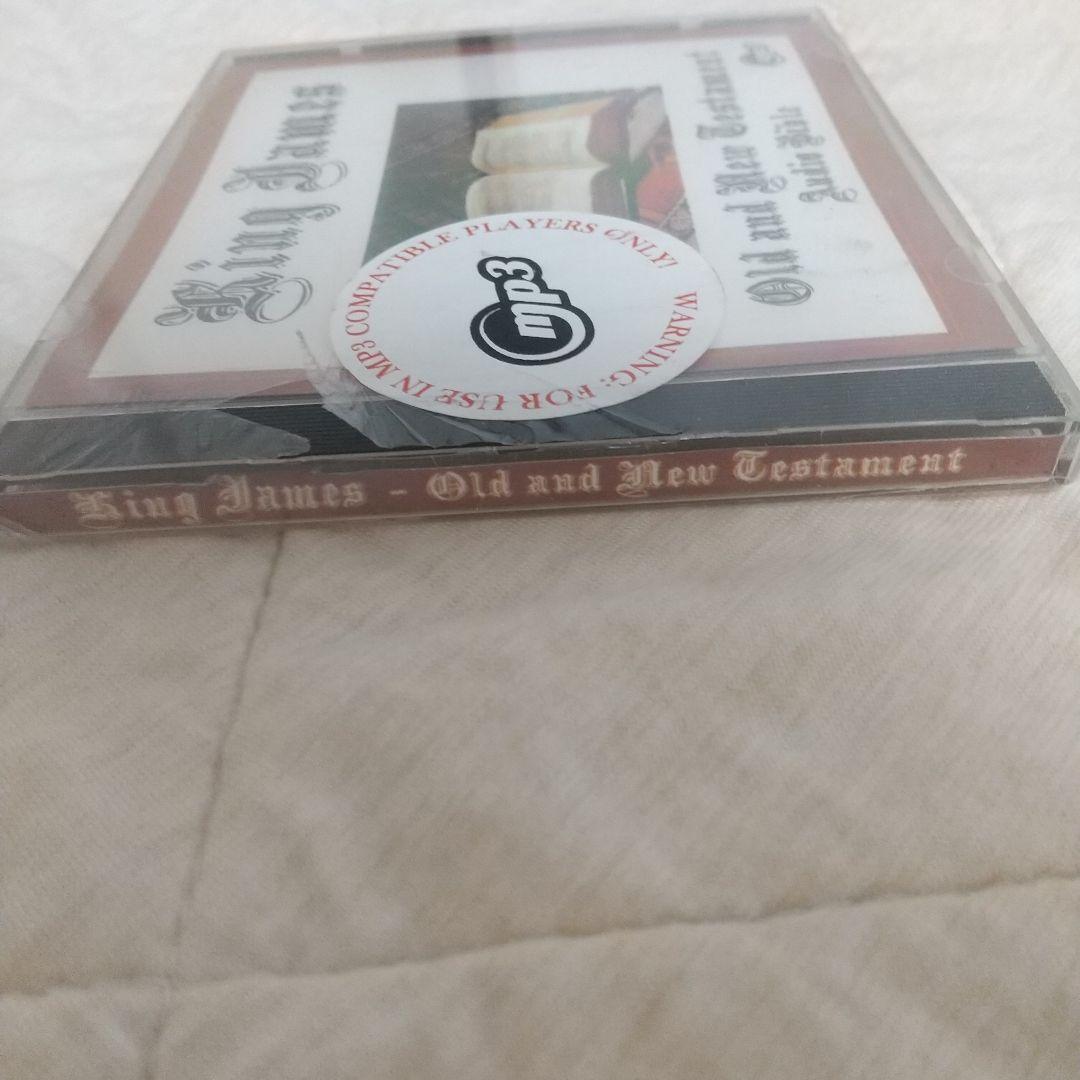 King James
Old and New Testament
Audio Bible
WARNING: FOR USE IN MP3 COMPATIBLE PLAYERS ONLY!
mp3
King James - Old and New Testament